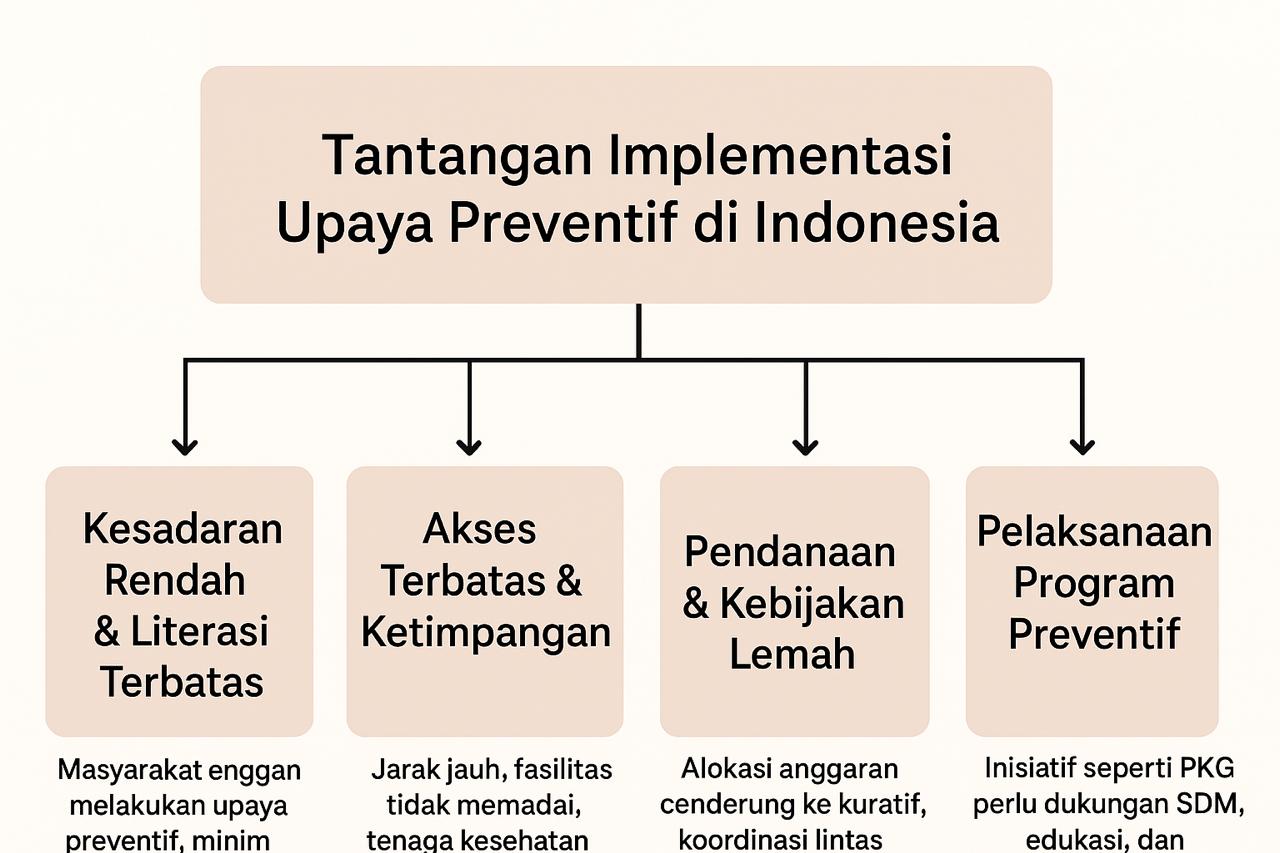 Tantangan Implementasi
Upaya Preventif di Indonesia
Kesadaran
Rendah
& Literasi
Terbatas
Masyarakat enggan
melakukan upaya
preventif, minim
Akses
Terbatas &
Ketimpangan
Jarak jauh, fasilitas
tidak memadai,
tenaga kesehatan
Pendanaan
& Kebijakan
Lemah
Alokasi anggaran
cenderung ke kuratif,
koordinasi lintas
Pelaksanaan
Program
Preventif
Inisiatif seperti PKG
perlu dukungan SDM,
edukasi, dan